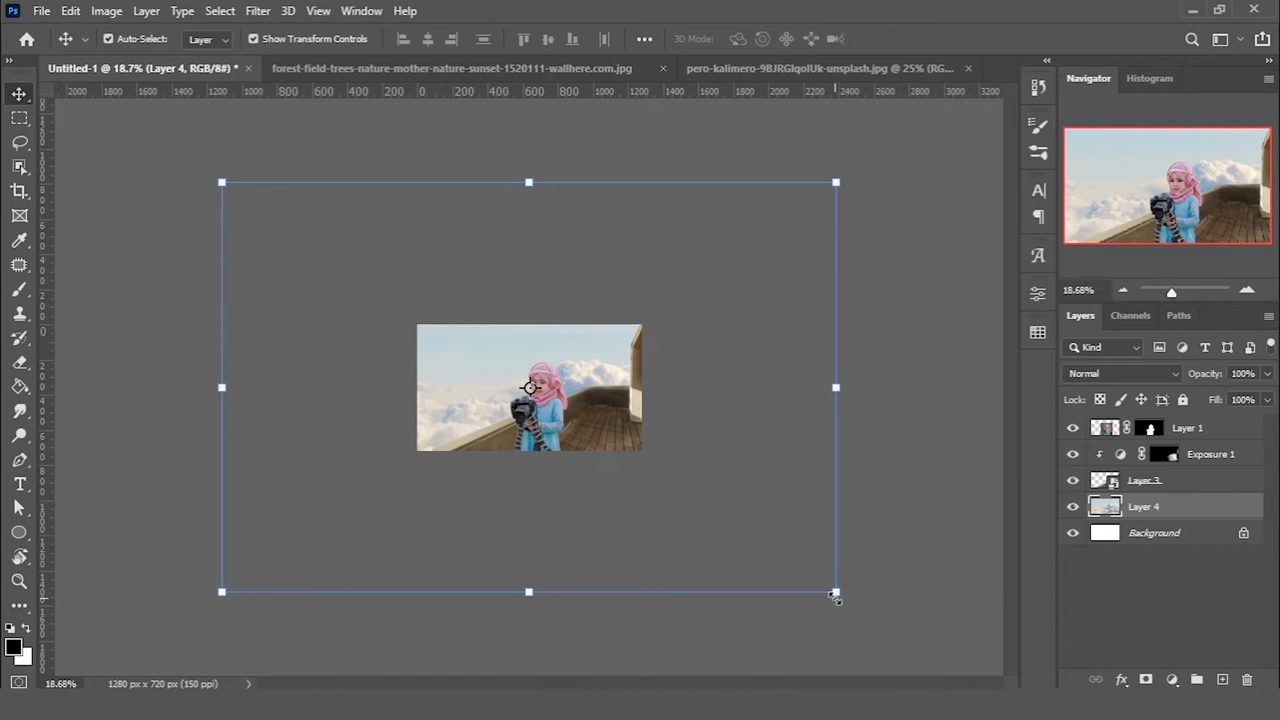 Ps File Edit Image Layer Type Select Filter 3D View Window Help
Auto-Select: Layer Show Transform Controls 3D Mode:
Untitled-1 @ 18.7% (Layer 4, RGB/8#) * × forest-field-trees-nature-mother-nature-sunset-1520111-wallhere.com.jpg × pero-kalimero-9BJRGlqolUk-unsplash.jpg @ 25% (RG... ×
2000 1800 1600 1400 1200 1000 800 600 400 200 0 200 400 600 800 1000 1200 1400 1600 1800 2000 2200 2400 2600 2800 3000 3200
Navigator Histogram
18.68%
Layers Channels Paths
Kind
Normal Opacity: 100%
Lock: Fill: 100%
Layer 1
Exposure 1
Layer 3
Layer 4
Background
18.68% 1280 px x 720 px (150 ppi)